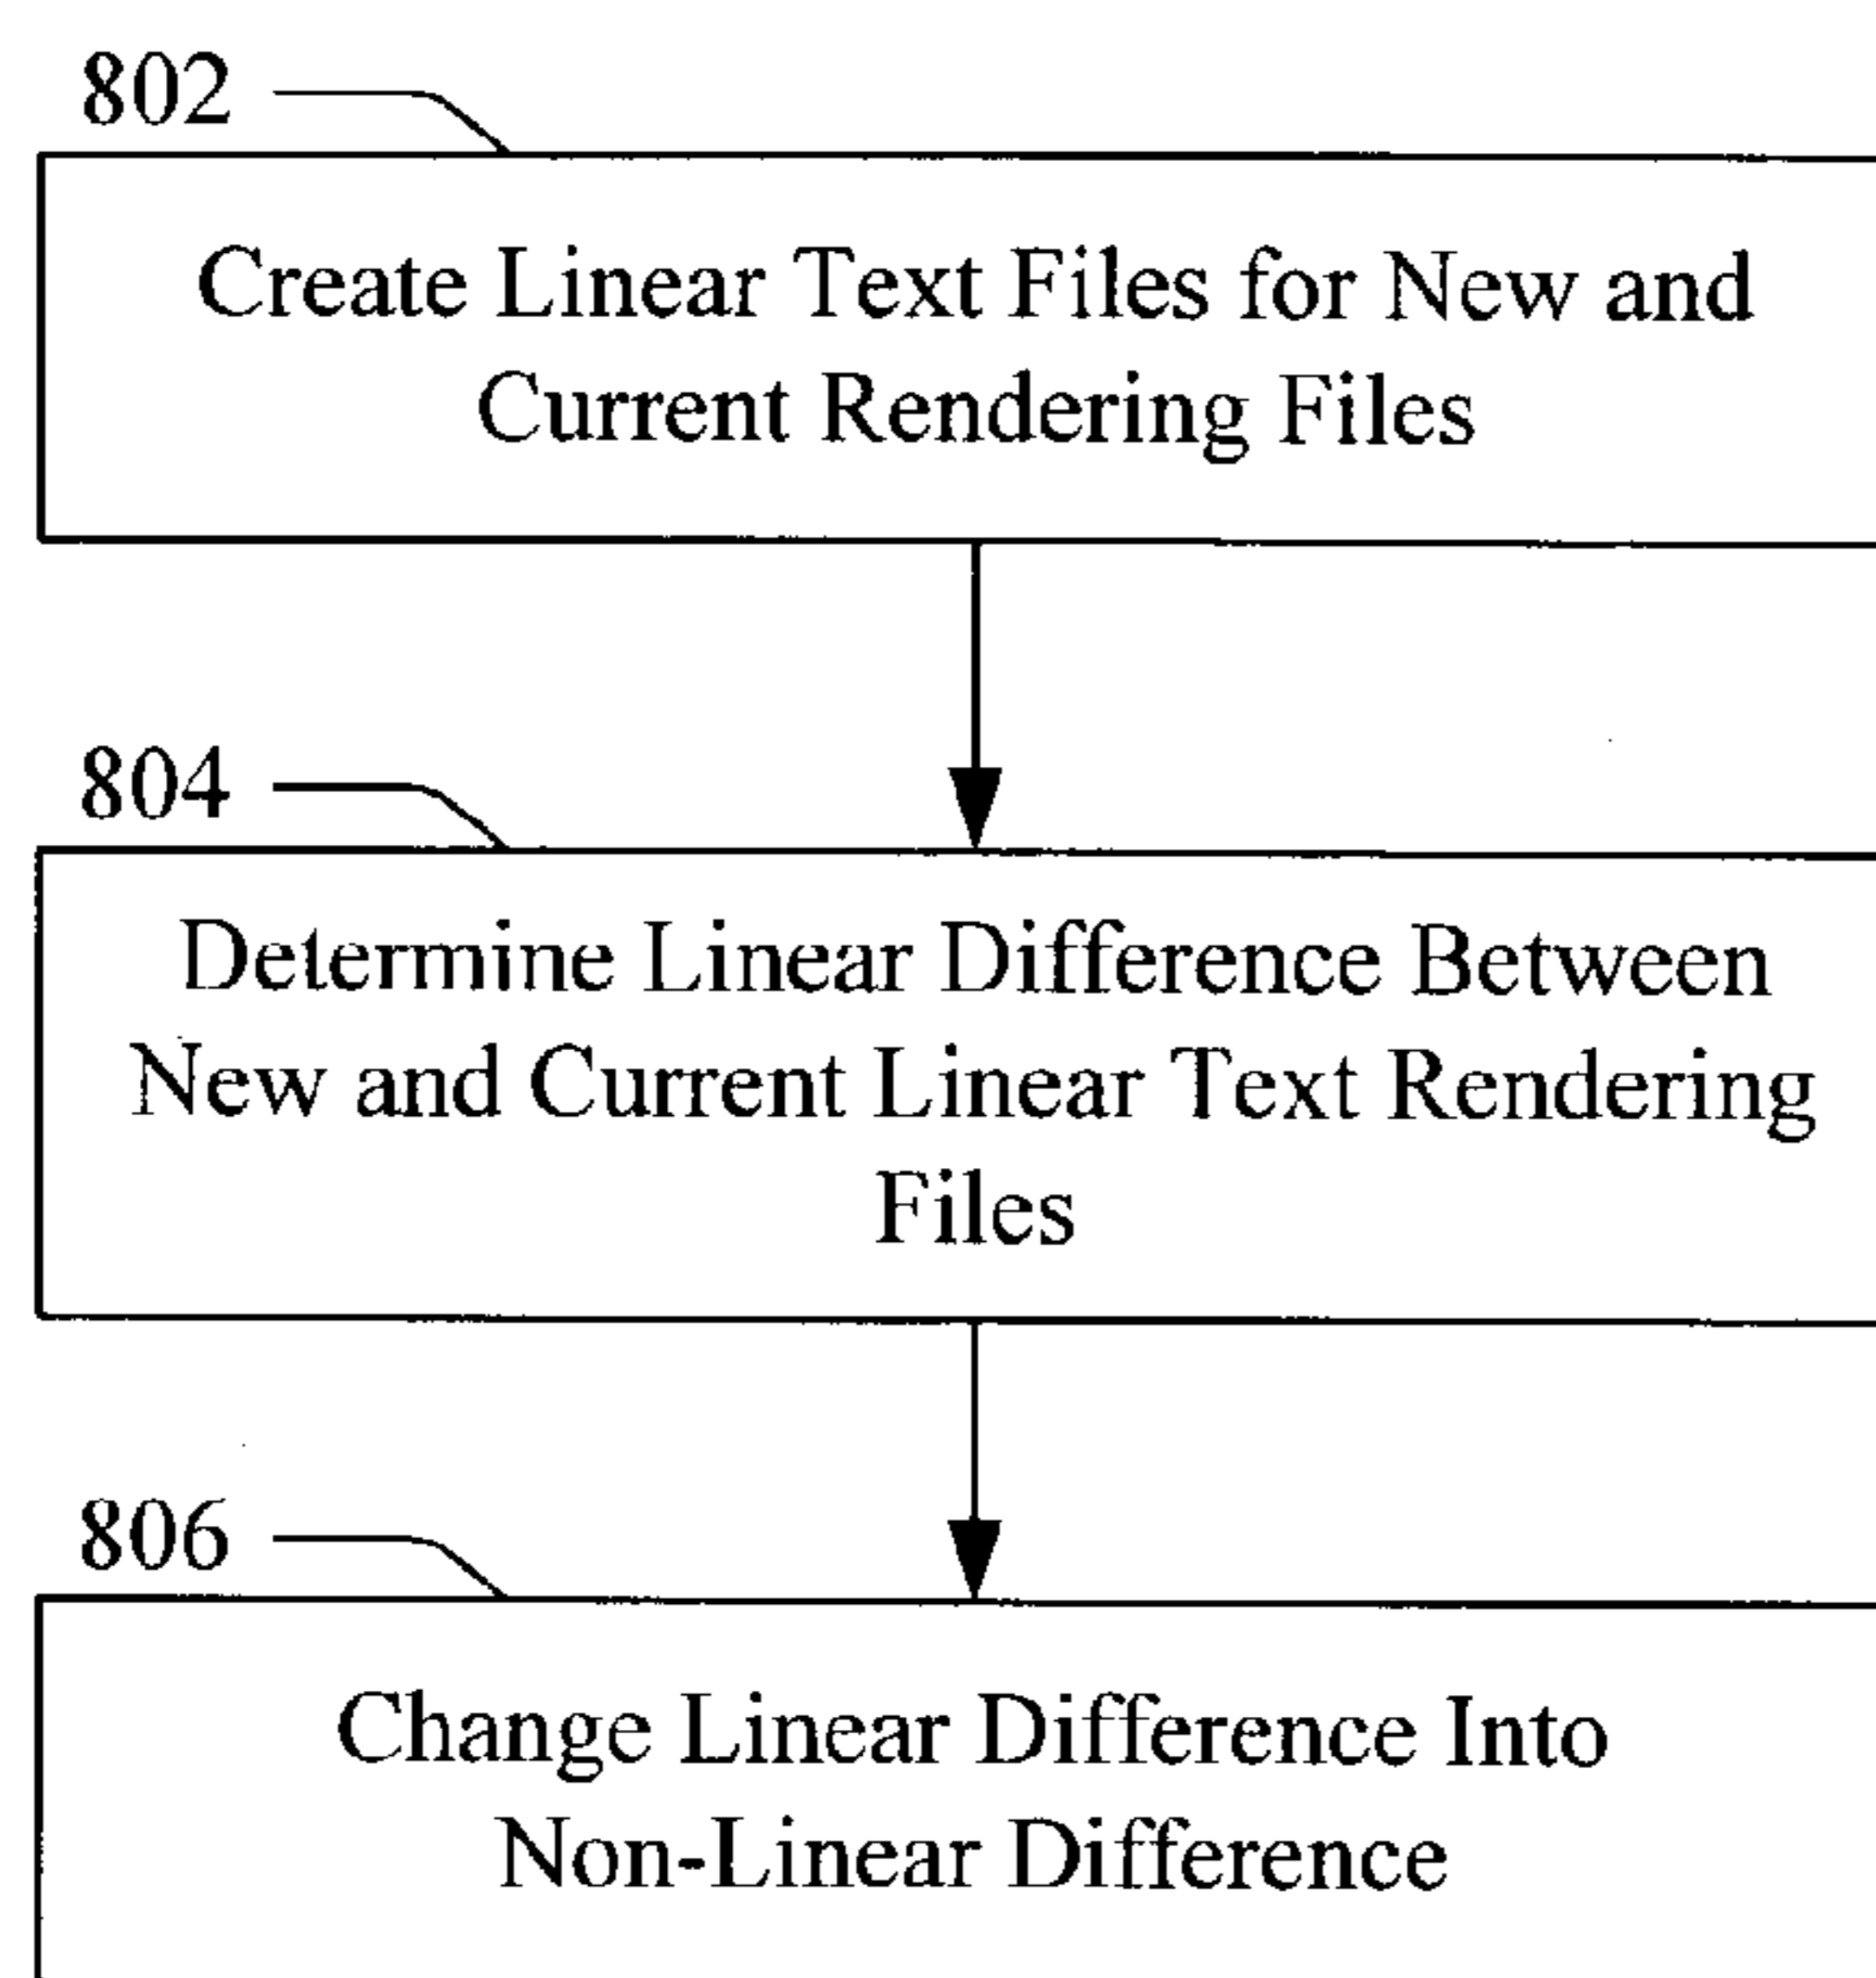 802
Create Linear Text Files for New and
Current Rendering Files
804
Determine Linear Difference Between
New and Current Linear Text Rendering
Files
806
Change Linear Difference Into
Non-Linear Difference